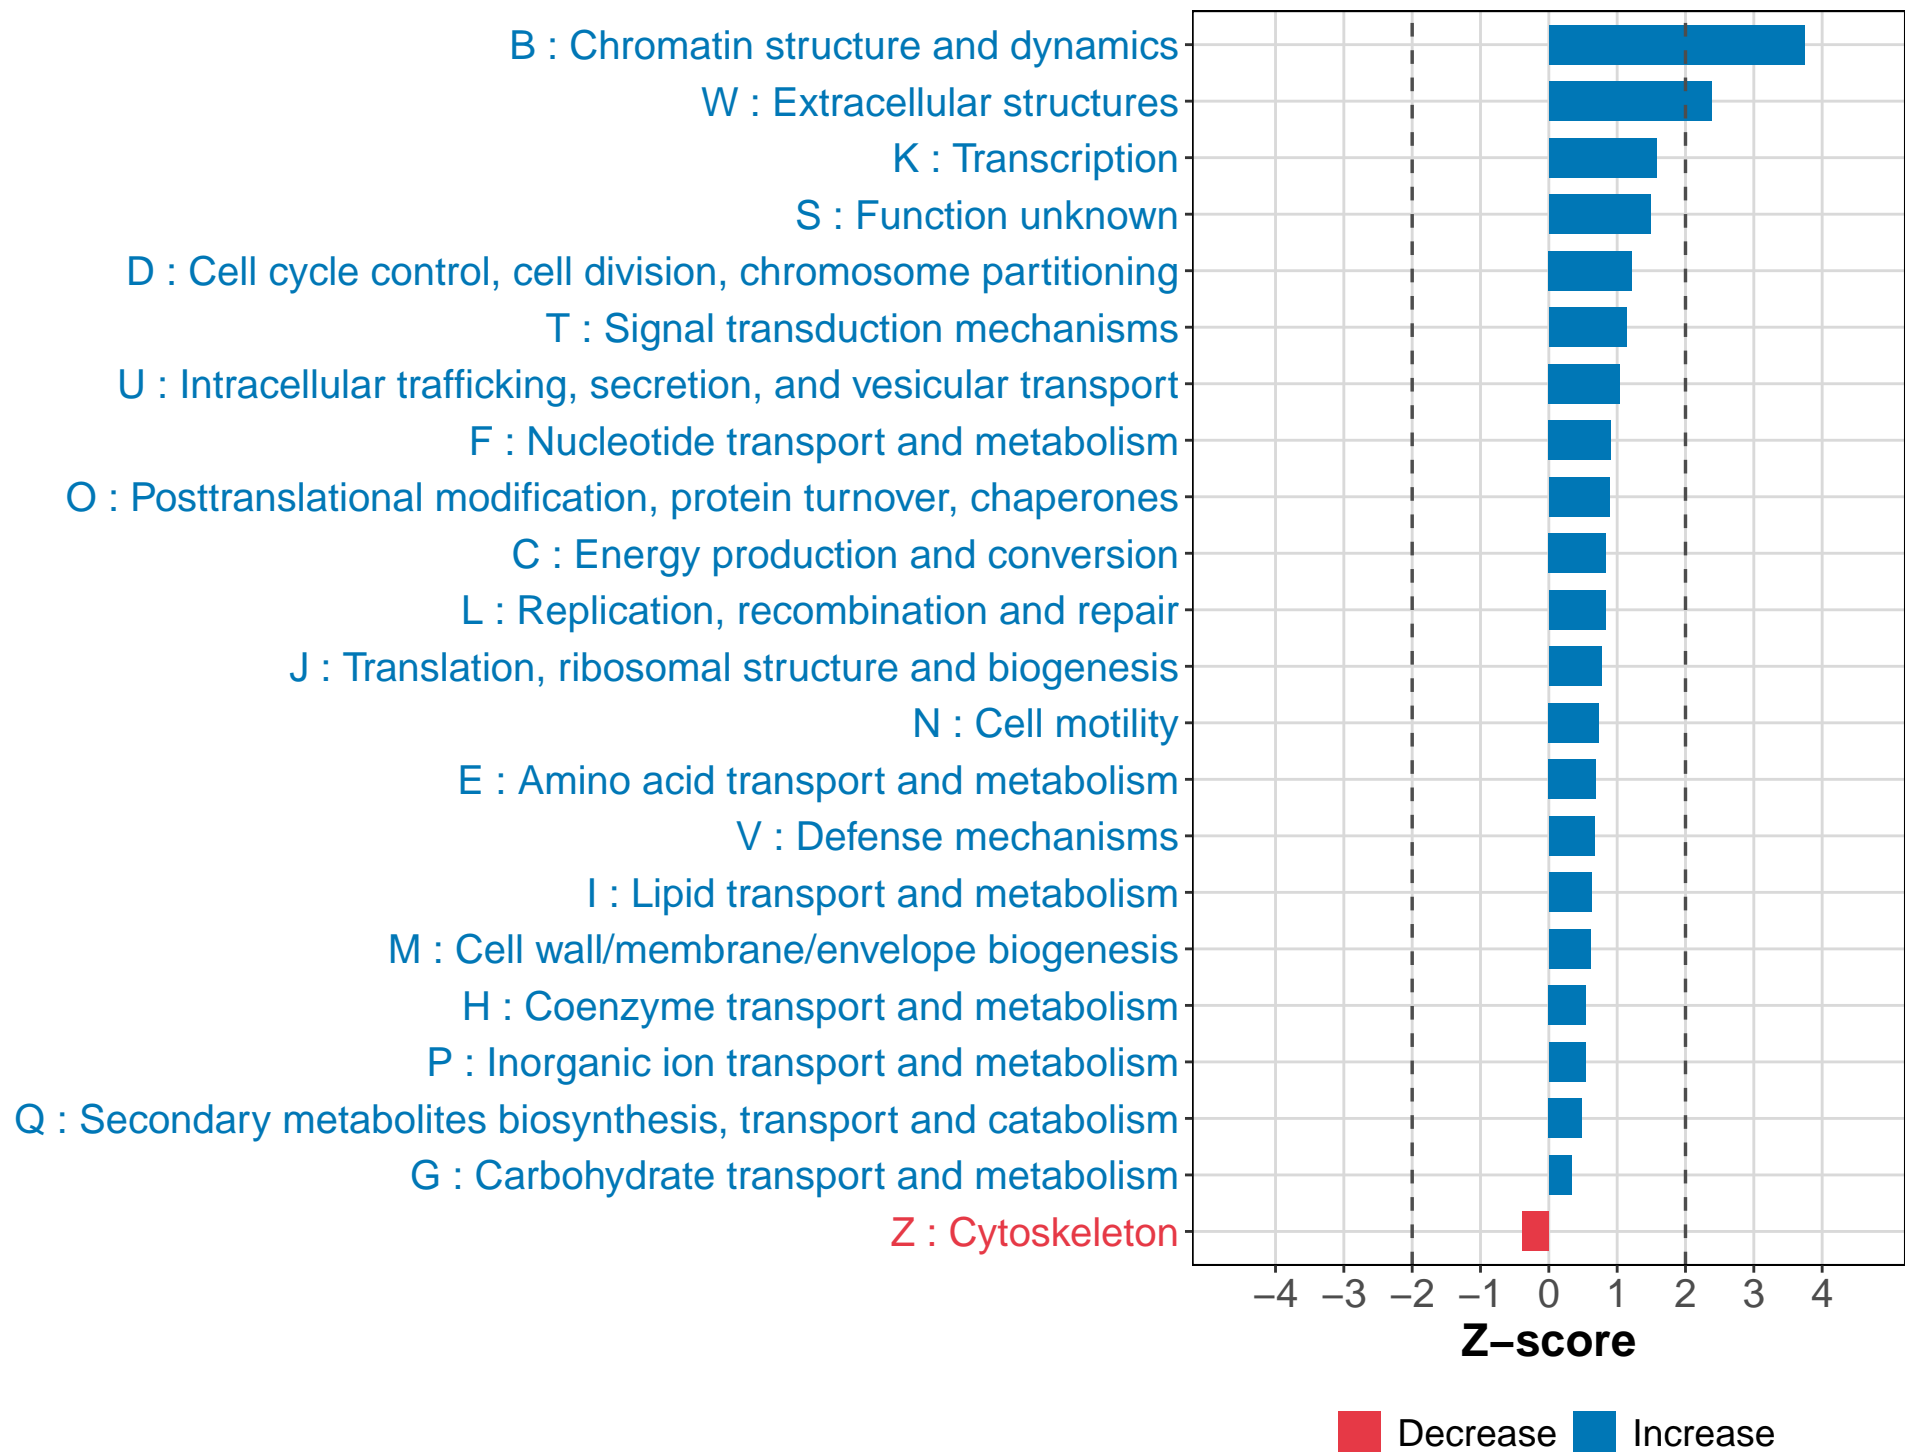 B : Chromatin structure and dynamics
W : Extracellular structures
K : Transcription
S : Function unknown
D : Cell cycle control, cell division, chromosome partitioning
T : Signal transduction mechanisms
U : Intracellular trafficking, secretion, and vesicular transport
F : Nucleotide transport and metabolism
O : Posttranslational modification, protein turnover, chaperones
C : Energy production and conversion
L : Replication, recombination and repair
J : Translation, ribosomal structure and biogenesis
N : Cell motility
E : Amino acid transport and metabolism
V : Defense mechanisms
I : Lipid transport and metabolism
M : Cell wall/membrane/envelope biogenesis
H : Coenzyme transport and metabolism
P : Inorganic ion transport and metabolism
Q : Secondary metabolites biosynthesis, transport and catabolism
G : Carbohydrate transport and metabolism
Z : Cytoskeleton
−4 −3 −2 −1 0 1 2 3 4
Z−score
Decrease Increase